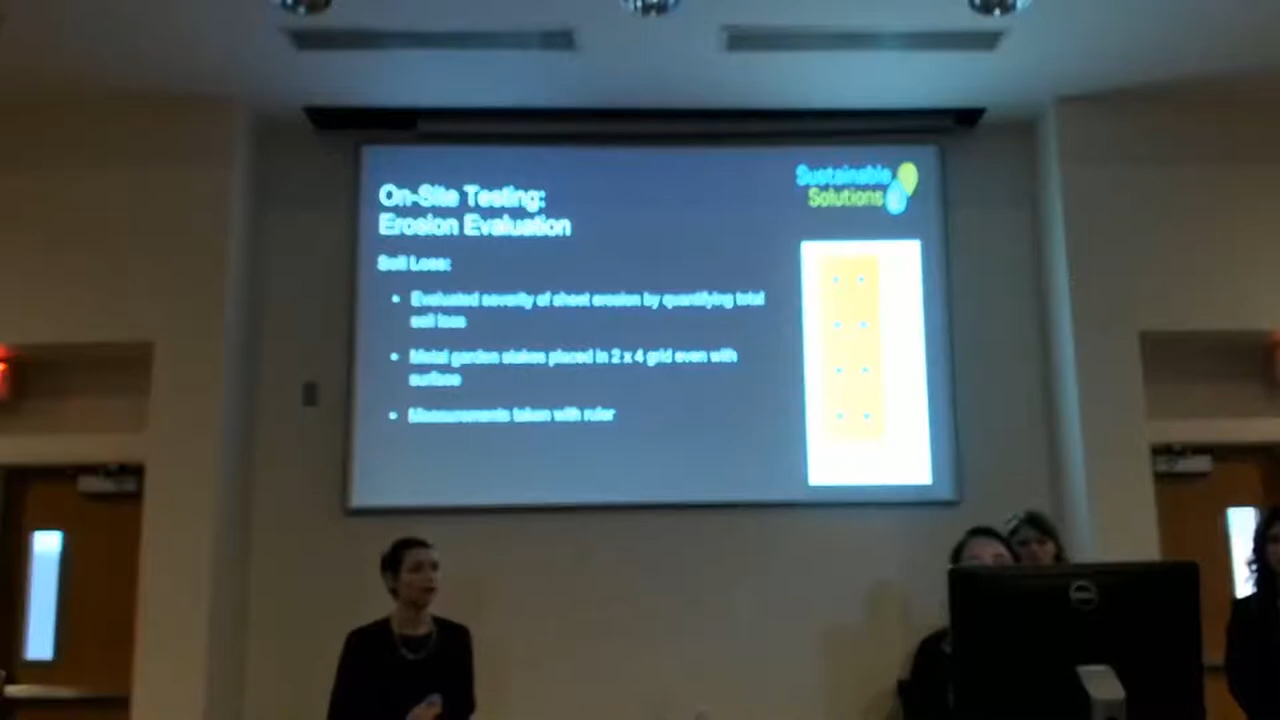 On-Site Testing:
Erosion Evaluation
Sustainable
Solutions
Soil Loss:
• Evaluated severity of sheet erosion by quantifying total
soil loss
• Metal garden stakes placed in 2 x 4 grid even with
surface
• Measurements taken with ruler
DELL